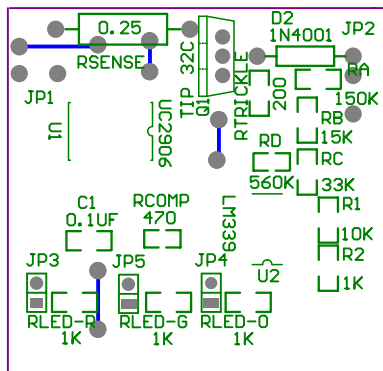 0.25
RSENSE
JP1
TIP 32C
Q1
D2
1N4001
JP2
RA
150K
RTRICKLE
200
RB
15K
U1
UC2906
RD
560K
RC
33K
C1
0.1UF
RCOMP
470
LM339
U2
R1
10K
R2
1K
JP3
JP5
JP4
RLED-R
1K
RLED-G
1K
RLED-O
1K